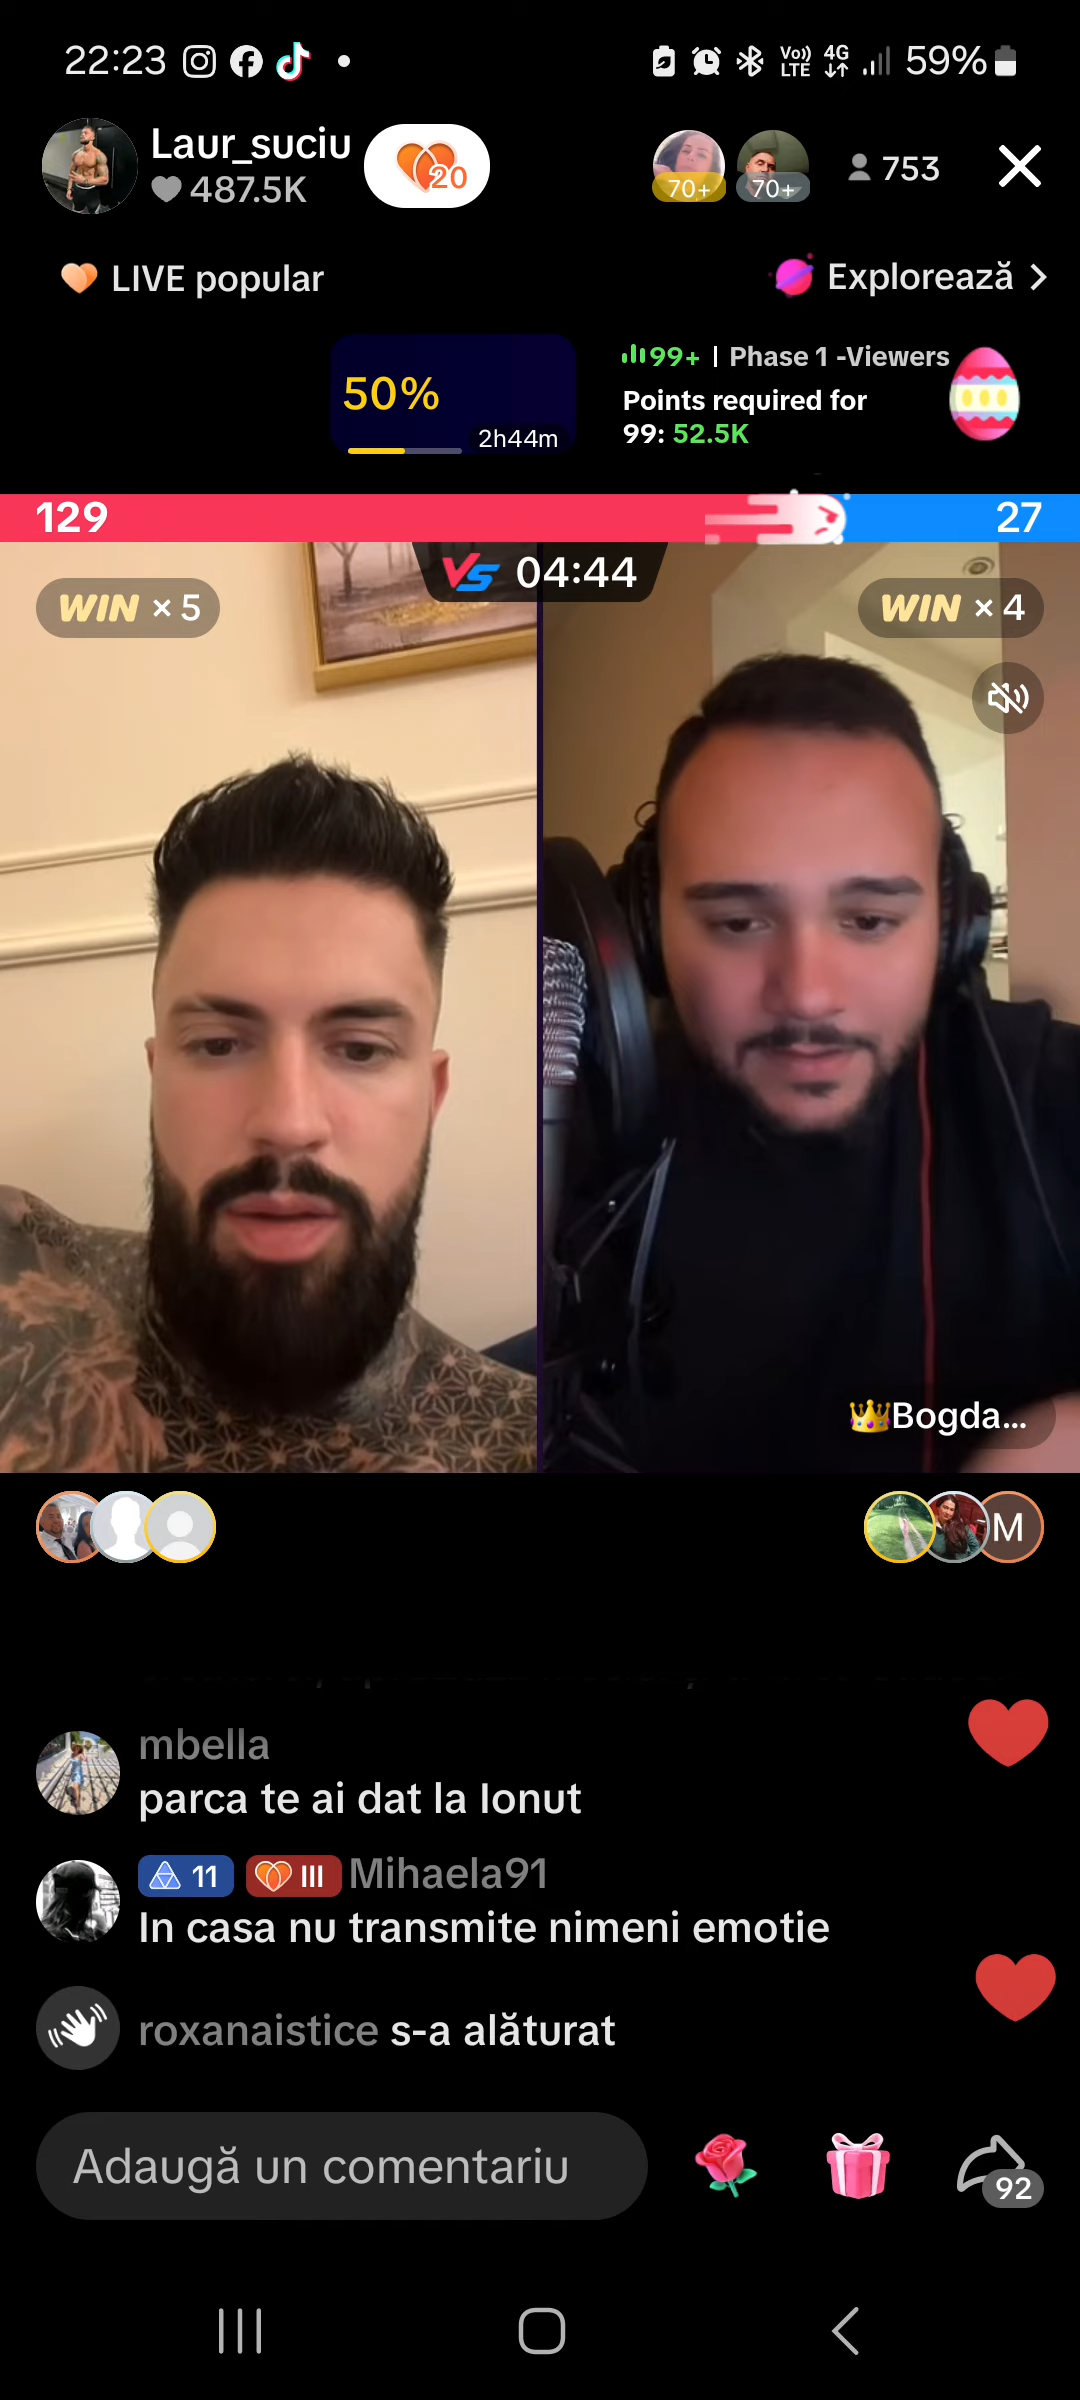 22:23 Vo)) LTE 4G 59%
Laur_suciu 20 70+ 70+ 753
487.5K
LIVE popular Explorează
99+ | Phase 1 -Viewers
50% Points required for
99: 52.5K
2h44m
129 27
VS 04:44
WIN × 5 WIN × 4
👑Bogda...
M
mbella
parca te ai dat la Ionut
11 III Mihaela91
In casa nu transmite nimeni emotie
roxanaistice s-a alăturat
Adaugă un comentariu
92